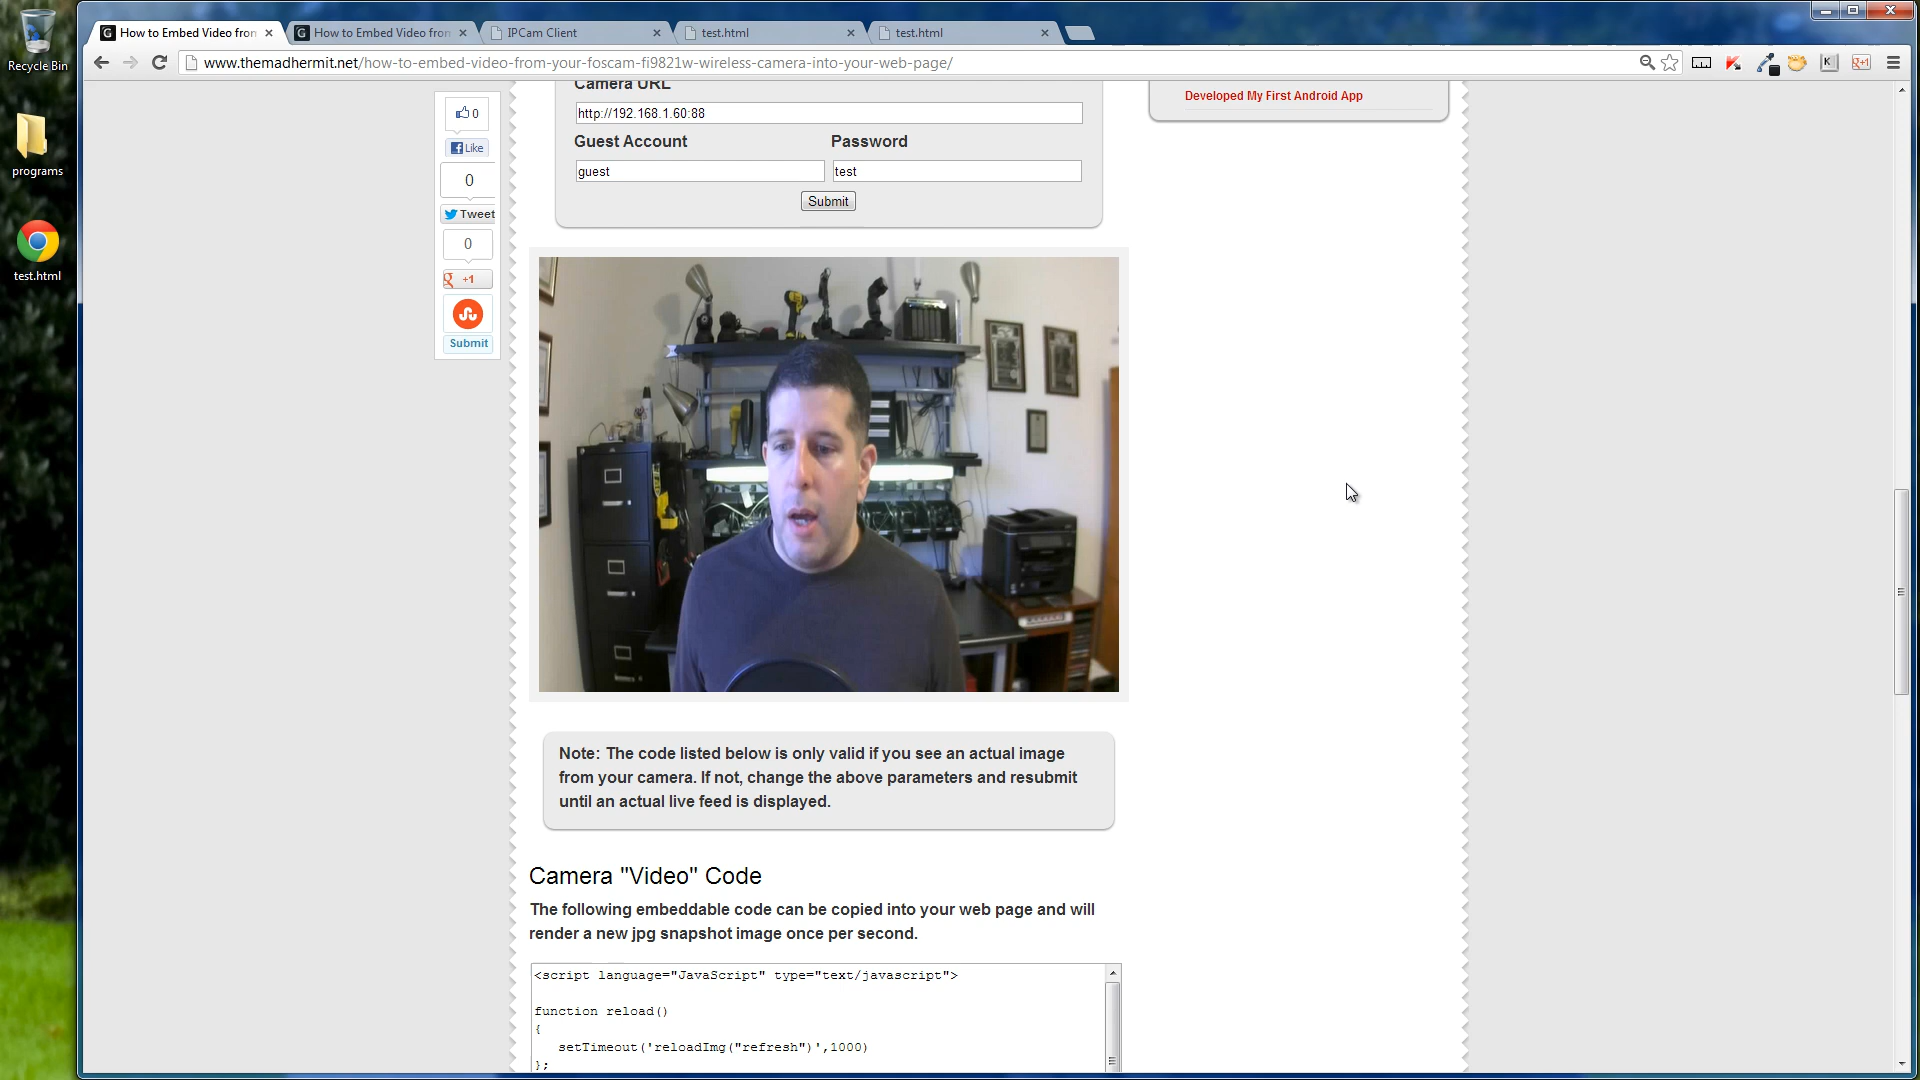 Recycle Bin
programs
test.html
How to Embed Video from
How to Embed Video from
IPCam Client
test.html
test.html
www.themadhermit.net/how-to-embed-video-from-your-foscam-fi9821w-wireless-camera-into-your-web-page/
0
Like
0
Tweet
0
+1
Submit
Camera URL
http://192.168.1.60:88
Guest Account
Password
guest
test
Submit
Developed My First Android App
Note: The code listed below is only valid if you see an actual image
from your camera. If not, change the above parameters and resubmit
until an actual live feed is displayed.
Camera "Video" Code
The following embeddable code can be copied into your web page and will
render a new jpg snapshot image once per second.
<script language="JavaScript" type="text/javascript">
function reload()
{
setTimeout('reloadImg("refresh")',1000)
};